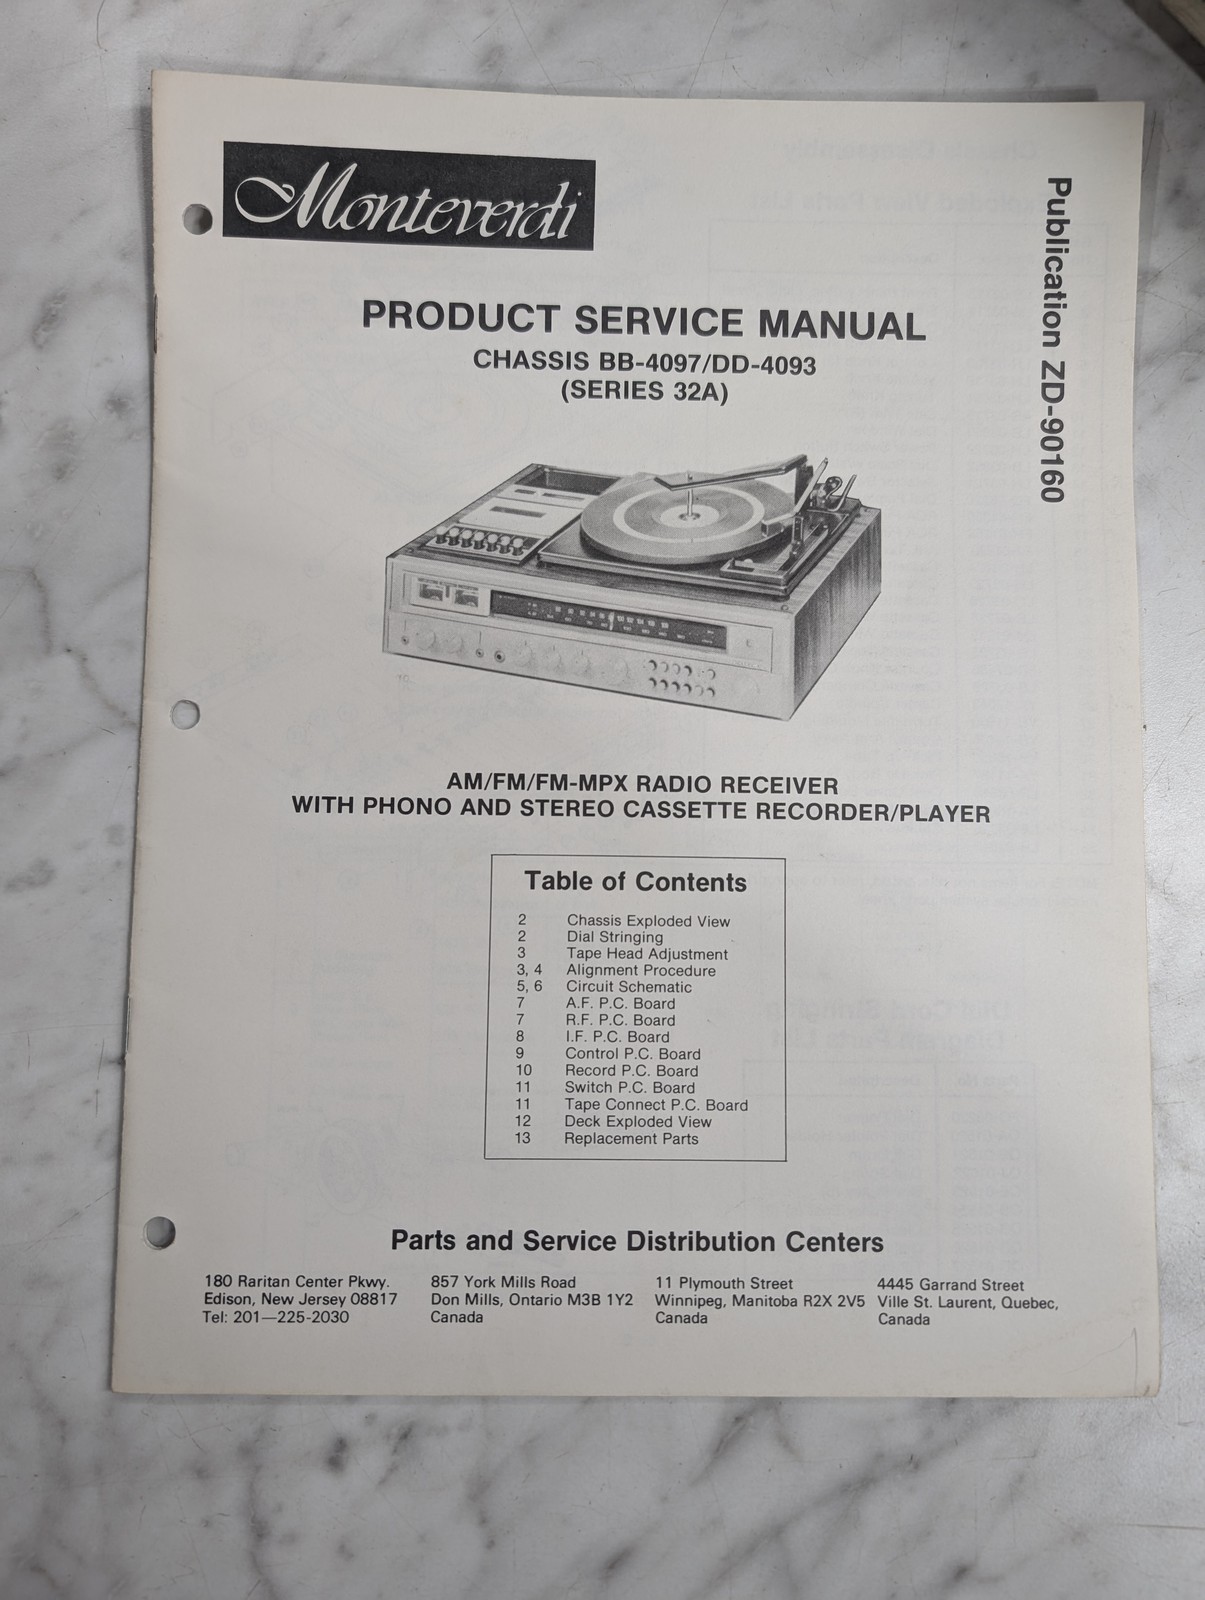 Monteverdi
Publication ZD-90160
PRODUCT SERVICE MANUAL
CHASSIS BB-4097/DD-4093
(SERIES 32A)
AM/FM/FM-MPX RADIO RECEIVER
WITH PHONO AND STEREO CASSETTE RECORDER/PLAYER
Table of Contents
2 Chassis Exploded View
2 Dial Stringing
3 Tape Head Adjustment
3, 4 Alignment Procedure
5, 6 Circuit Schematic
7 A.F. P.C. Board
7 R.F. P.C. Board
8 I.F. P.C. Board
9 Control P.C. Board
10 Record P.C. Board
11 Switch P.C. Board
11 Tape Connect P.C. Board
12 Deck Exploded View
13 Replacement Parts
Parts and Service Distribution Centers
180 Raritan Center Pkwy.
Edison, New Jersey 08817
Tel: 201—225-2030
857 York Mills Road
Don Mills, Ontario M3B 1Y2
Canada
11 Plymouth Street
Winnipeg, Manitoba R2X 2V5
Canada
4445 Garrand Street
Ville St. Laurent, Quebec,
Canada